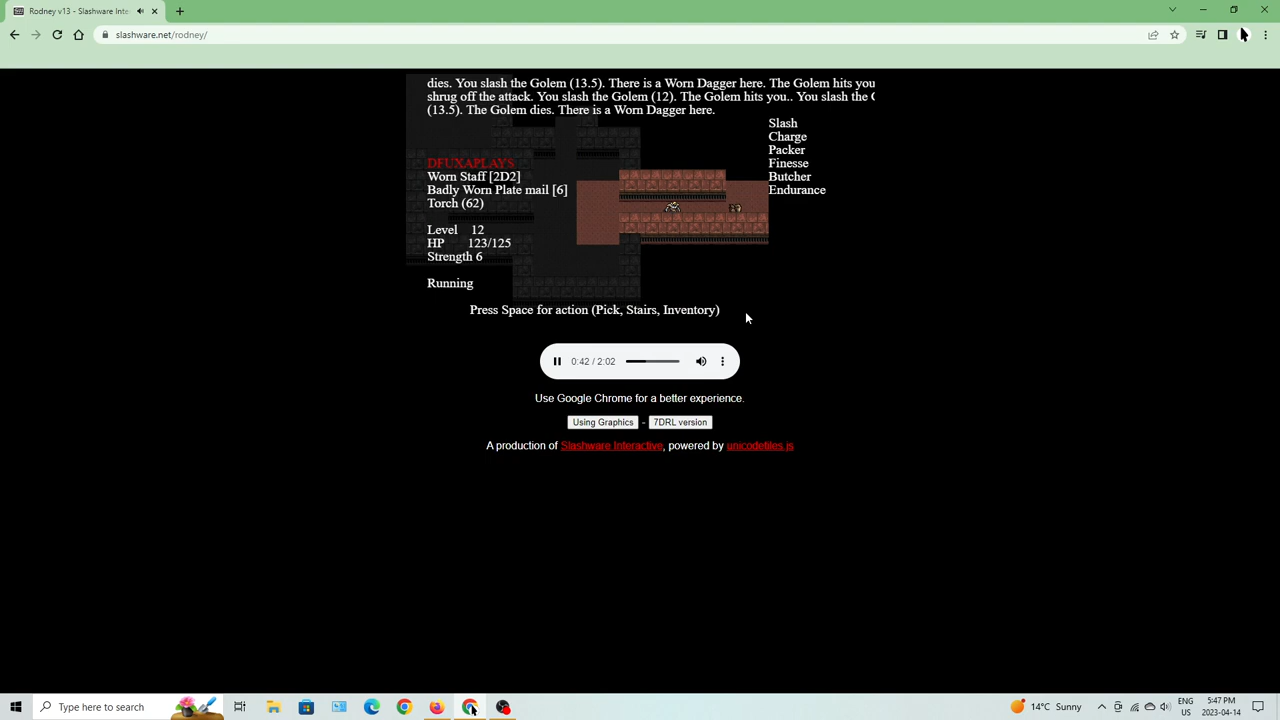 Rodney v13 - Slashware Inte
slashware.net/rodney/
dies. You slash the Golem (13.5). There is a Worn Dagger here. The Golem hits you
shrug off the attack. You slash the Golem (12). The Golem hits you.. You slash the G
(13.5). The Golem dies. There is a Worn Dagger here.
Slash
Charge
Packer
Finesse
Butcher
Endurance
DEUXAPLAYS
Worn Staff [2D2]
Badly Worn Plate mail [6]
Torch (62)
Level 12
HP 123/125
Strength 6
Running
Press Space for action (Pick, Stairs, Inventory)
0:42 / 2:02
Use Google Chrome for a better experience.
Using Graphics - 7DRL version
A production of Slashware Interactive, powered by unicodetiles.js
Type here to search
14°C Sunny
ENG
US
5:47 PM
2023-04-14